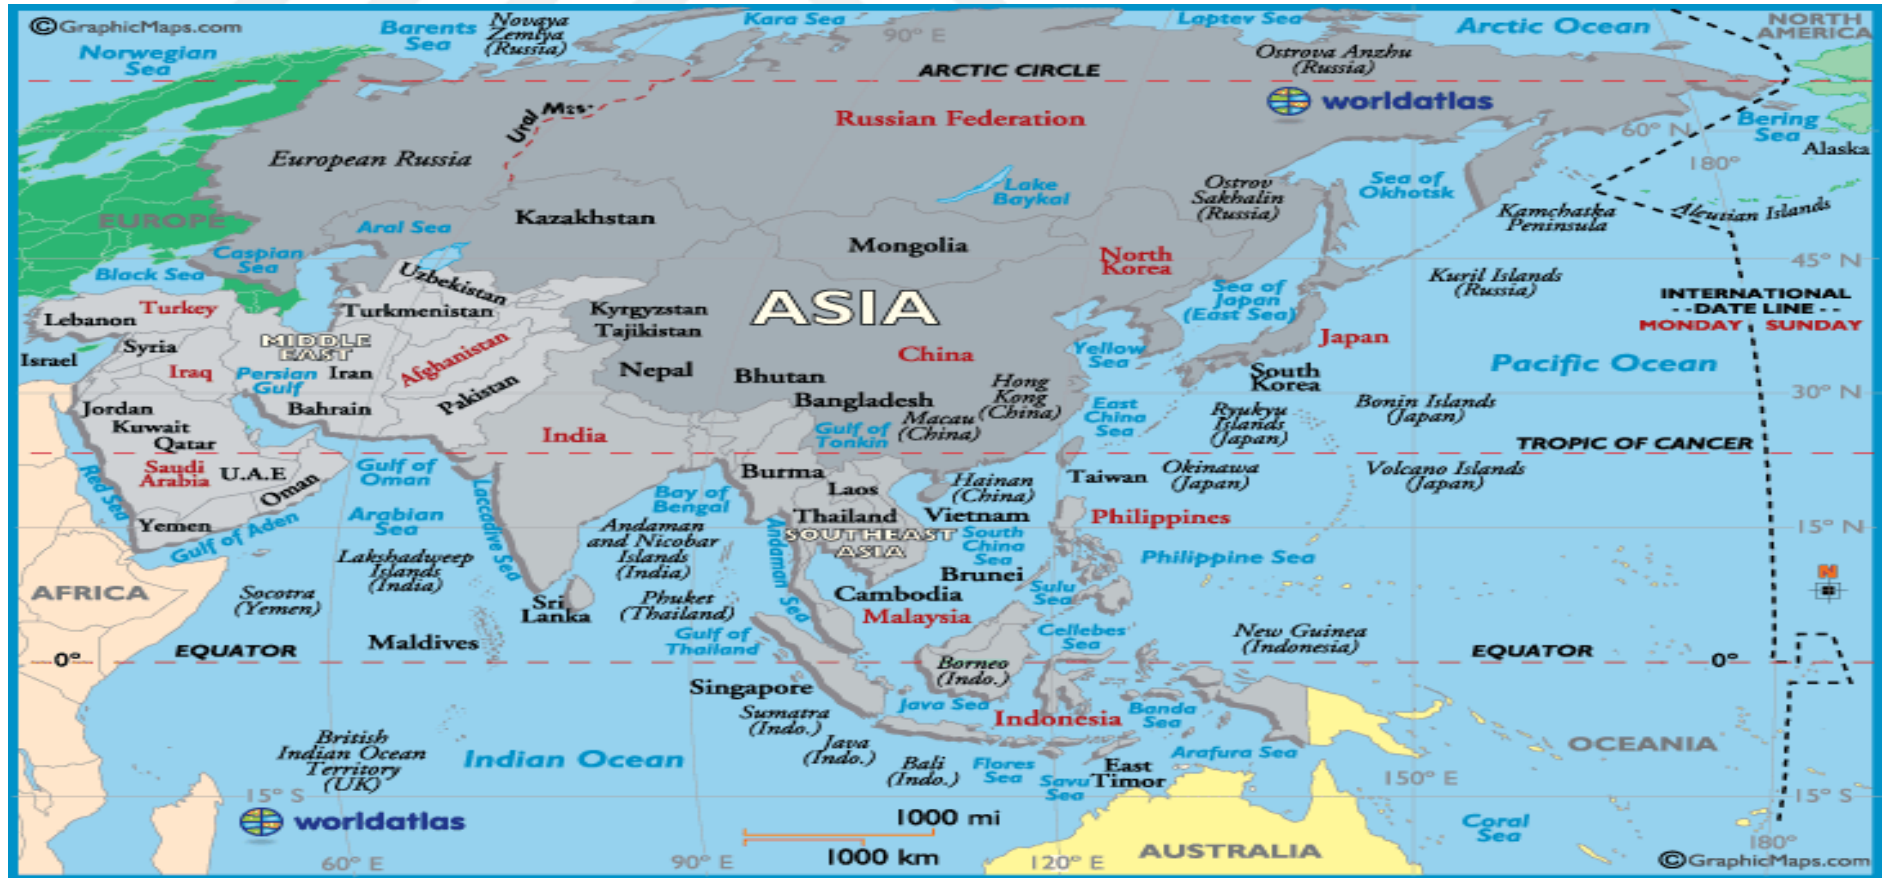 ©GraphicMaps.com
Norwegian
Sea
Barents
Sea
Novaya
Zemlya
(Russia)
Kara Sea
90° E
Laptev Sea
Arctic Ocean
NORTH
AMERICA
Ostrova Anzhu
(Russia)
ARCTIC CIRCLE
worldatlas
Ural Mts.
Russian Federation
60° N
Bering
Sea
Alaska
180°
European Russia
Lake
Baykal
Ostrov
Sakhalin
(Russia)
Sea of
Okhotsk
Kamchatka
Peninsula
Aleutian Islands
EUROPE
Aral Sea
Kazakhstan
Mongolia
North
Korea
Caspian
Sea
Black Sea
Uzbekistan
45° N
Kuril Islands
(Russia)
Sea of
Japan
(East Sea)
INTERNATIONAL
--DATE LINE--
MONDAY SUNDAY
Turkey
Lebanon
Turkmenistan
Kyrgyzstan
Tajikistan
ASIA
Japan
Syria
MIDDLE
EAST
Afghanistan
Israel
Iraq
Persian
Gulf
Iran
Nepal
Bhutan
China
Yellow
Sea
South
Korea
Pacific Ocean
30° N
Pakistan
Jordan
Kuwait
Qatar
Bahrain
Bangladesh
Hong
Kong
(China)
Macau
(China)
Gulf of
Tonkin
East
China
Sea
Ryukyu
Islands
(Japan)
Bonin Islands
(Japan)
India
TROPIC OF CANCER
Saudi
Arabia
U.A.E
Oman
Gulf of
Oman
Red Sea
Laccadive Sea
Bay of
Bengal
Burma
Laos
Hainan
(China)
Taiwan
Okinawa
(Japan)
Volcano Islands
(Japan)
Yemen
Gulf of Aden
Arabian
Sea
Andaman
and Nicobar
Islands
(India)
Andaman Sea
Thailand
Vietnam
Philippines
15° N
SOUTHEAST
ASIA
South
China
Sea
Philippine Sea
Lakshadweep
Islands
(India)
AFRICA
Socotra
(Yemen)
Sri
Lanka
Phuket
(Thailand)
Brunei
Cambodia
Malaysia
Sulu
Sea
N
Maldives
Gulf of
Thailand
Cellebes
Sea
New Guinea
(Indonesia)
EQUATOR
EQUATOR
0°
0°
Borneo
(Indo.)
Singapore
Sumatra
(Indo.)
Java Sea
Indonesia
Banda
Sea
British
Indian Ocean
Territory
(UK)
Indian Ocean
Java
(Indo.)
Bali
(Indo.)
Flores
Sea
Savu
Sea
East
Timor
Arafura Sea
OCEANIA
150° E
15° S
15° S
worldatlas
1000 mi
1000 km
Coral
Sea
60° E
90° E
120° E
AUSTRALIA
180°
©GraphicMaps.com